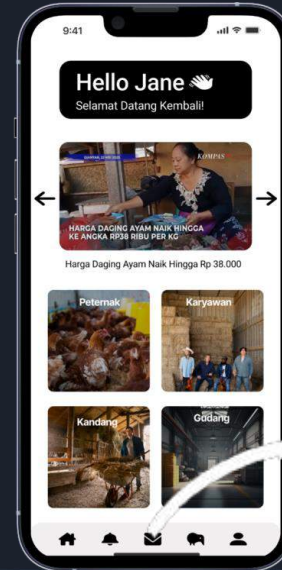 9:41
Hello Jane 👋
Selamat Datang Kembali!
KOMPAS
HARGA DAGING AYAM NAIK HINGGA
KE ANGKA RP38 RIBU PER KG
Harga Daging Ayam Naik Hingga Rp 38.000
Peternak
Karyawan
Kandang
Gudang